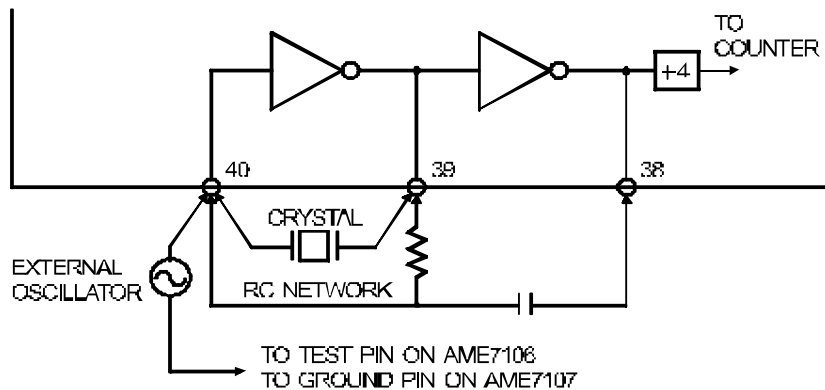 TO
COUNTER
+4
40
39
38
CRYSTAL
EXTERNAL
OSCILLATOR
RC NETWORK
TO TEST PIN ON AME7106
TO GROUND PIN ON AME7107